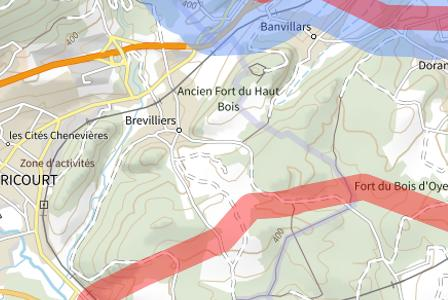 400
Banvillars
Doran
Ancien Fort du Haut
Bois
Brevilliers
les Cités Chenevières
Zone d'activités
RICOURT
Fort du Bois d'Oye
400